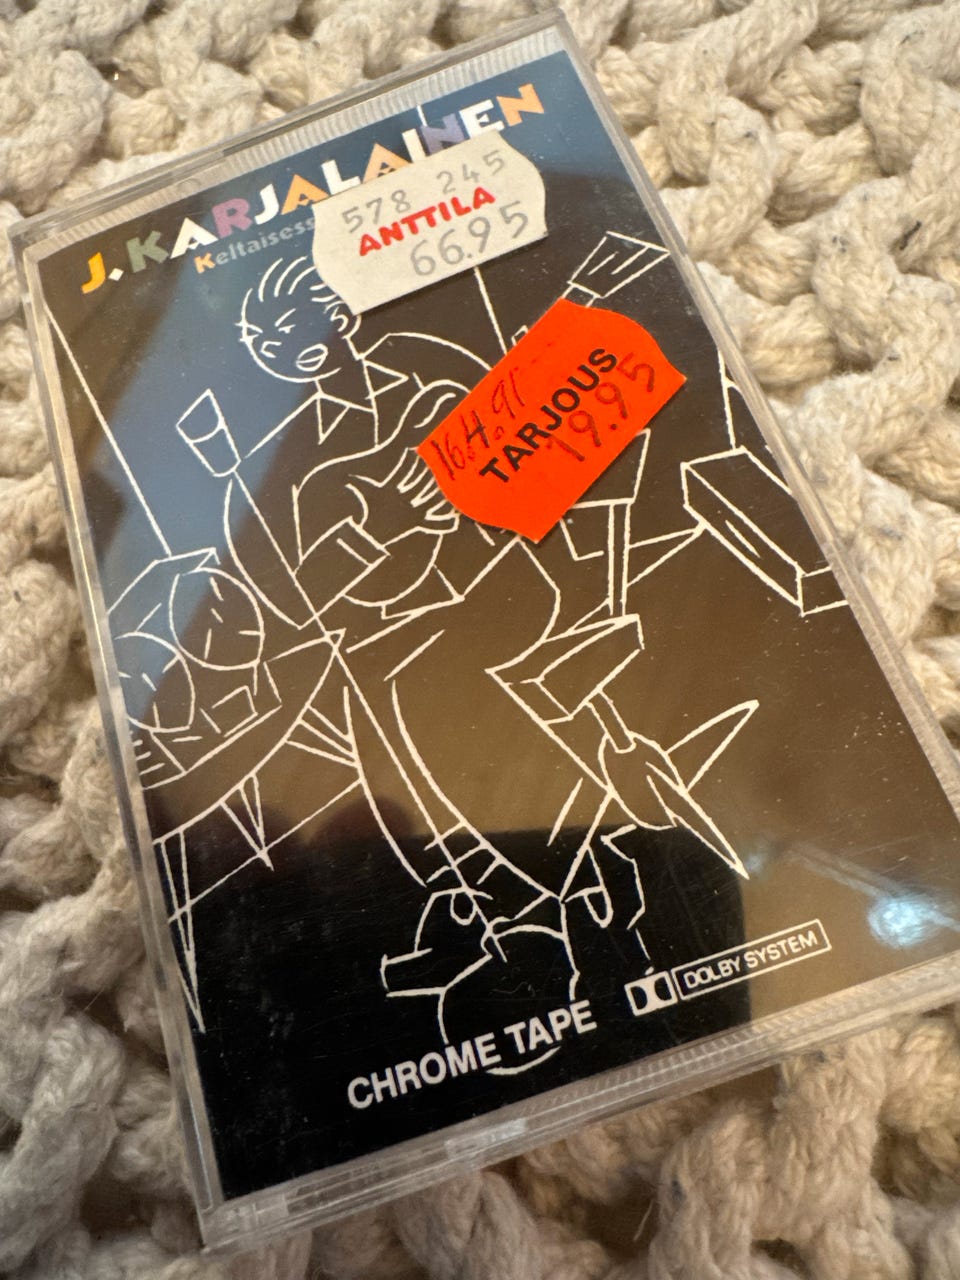 J. KARJALAINEN
Keltaisess
578 245
ANTTILA
66.95
16.4.91
TARJOUS
19.95
CHROME TAPE
DOLBY SYSTEM